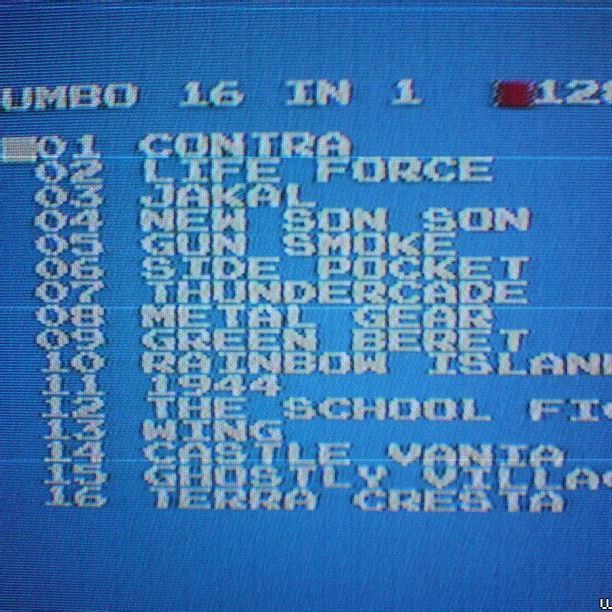 UMBO 16 IN 1 128
01 CONTRA
02 LIFE FORCE
03 JAKAL
04 NEW SON SON
05 GUN SMOKE
06 SIDE POCKET
07 THUNDERCADE
08 METAL GEAR
09 GREEN BERET
10 RAINBOW ISLAN
11 1944
12 THE SCHOOL FI
13 WING
14 CASTLE VANIA
15 GHOSTLY VILLA
16 TERRA CRESTA